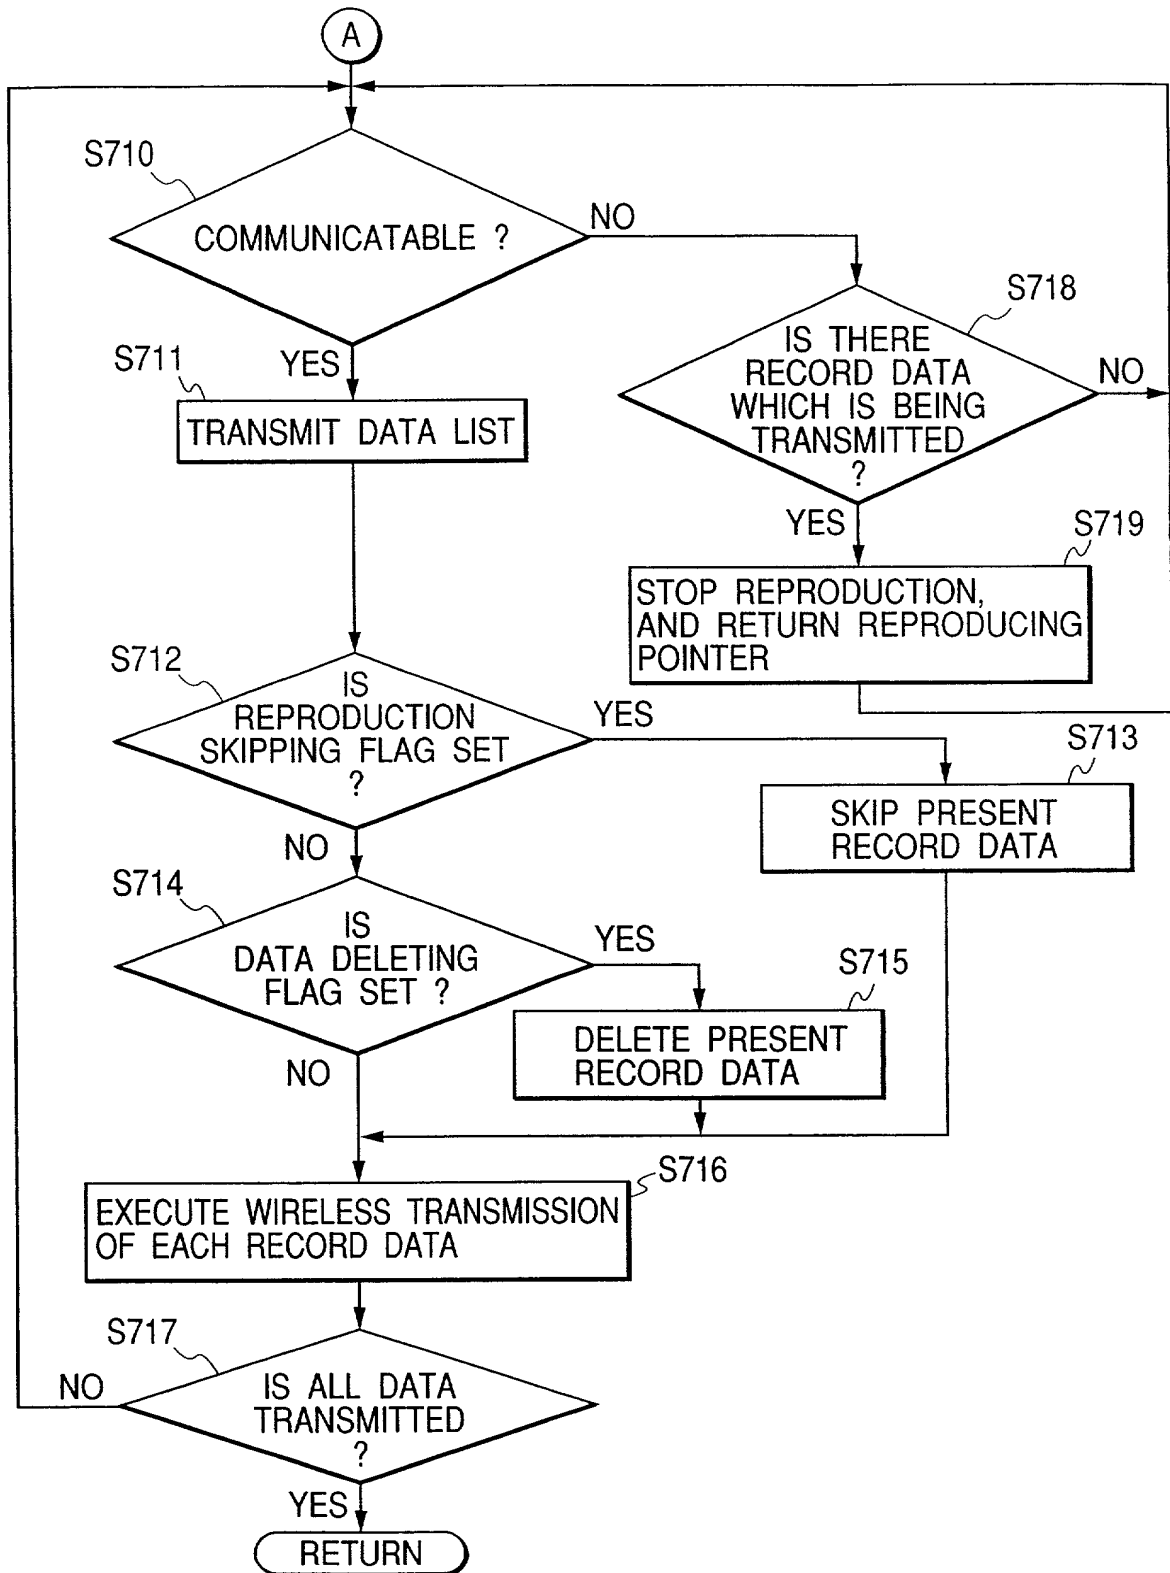 A
S710
COMMUNICATABLE ?
NO
S718
IS THERE
RECORD DATA
WHICH IS BEING
TRANSMITTED
?
NO
YES
S711
TRANSMIT DATA LIST
YES
S719
STOP REPRODUCTION,
AND RETURN REPRODUCING
POINTER
S712
IS
REPRODUCTION
SKIPPING FLAG SET
?
YES
S713
SKIP PRESENT
RECORD DATA
NO
S714
IS
DATA DELETING
FLAG SET ?
YES
S715
DELETE PRESENT
RECORD DATA
NO
S716
EXECUTE WIRELESS TRANSMISSION
OF EACH RECORD DATA
S717
NO
IS ALL DATA
TRANSMITTED
?
YES
RETURN